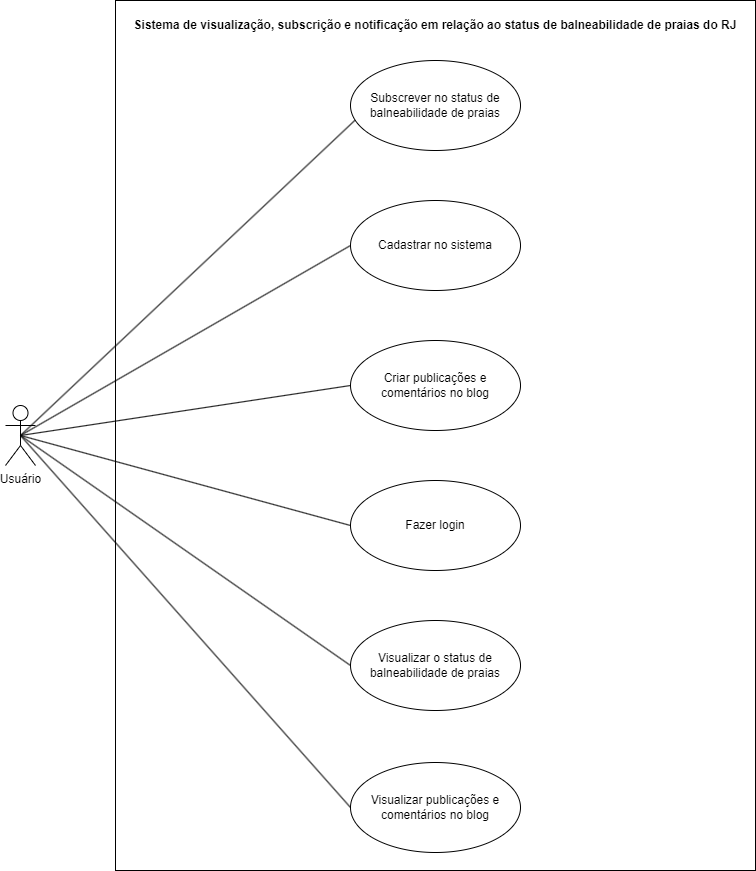 Sistema de visualização, subscrição e notificação em relação ao status de balneabilidade de praias do RJ
Subscrever no status de
balneabilidade de praias
Cadastrar no sistema
Criar publicações e
comentários no blog
Usuário
Fazer login
Visualizar o status de
balneabilidade de praias
Visualizar publicações e
comentários no blog